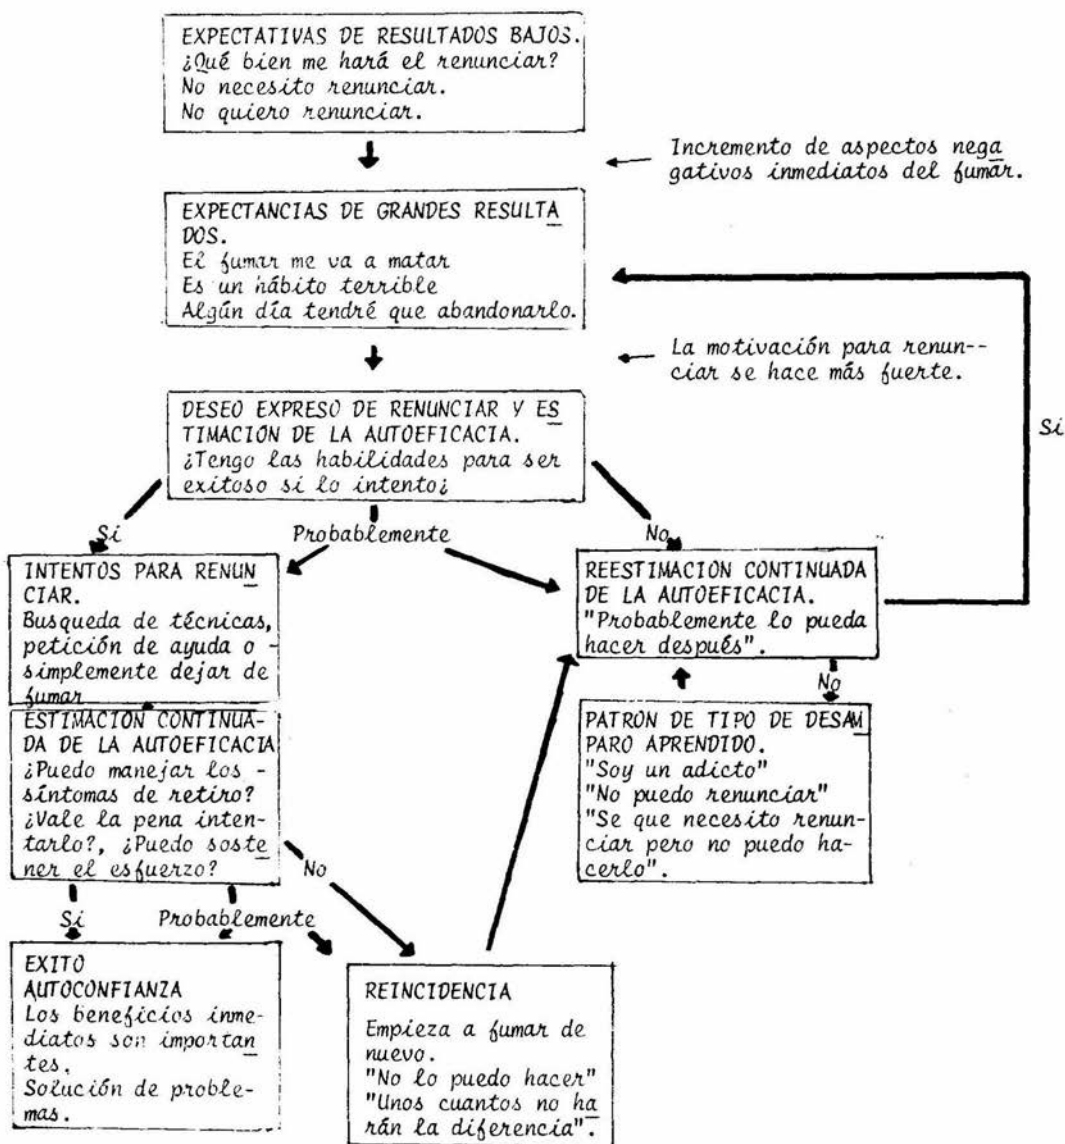 EXPECTATIVAS DE RESULTADOS BAJOS.
¿Qué bien me hará el renunciar?
No necesito renunciar.
No quiero renunciar.
Incremento de aspectos nega
gativos inmediatos del fumar.
EXPECTANCIAS DE GRANDES RESULTA
DOS.
El fumar me va a matar
Es un hábito terrible
Algún día tendré que abandonarlo.
La motivación para renun--
ciar se hace más fuerte.
DESEO EXPRESO DE RENUNCIAR Y ES
TIMACION DE LA AUTOEFICACIA.
¿Tengo las habilidades para ser
exitoso si lo intento¿
Si
Si
Probablemente
No
INTENTOS PARA RENUN
CIAR.
Busqueda de técnicas,
petición de ayuda o -
simplemente dejar de
fumar
REESTIMACION CONTINUADA
DE LA AUTOEFICACIA.
"Probablemente lo pueda
hacer después".
No
ESTIMACION CONTINUA-
DA DE LA AUTOEFICACIA
¿Puedo manejar los -
síntomas de retiro?
¿Vale la pena inten-
tarlo?, ¿Puedo soste
ner el esfuerzo?
PATRON DE TIPO DE DESAM
PARO APRENDIDO.
"Soy un adicto"
"No puedo renunciar"
"Se que necesito renun-
ciar pero no puedo ha-
cerlo".
Si
Probablemente
No
EXITO
AUTOCONFIANZA
Los beneficios inme-
diatos son importan
tes.
Solución de proble-
mas.
REINCIDENCIA
Empieza a fumar de
nuevo.
"No lo puedo hacer"
"Unos cuantos no ha
rán la diferencia".